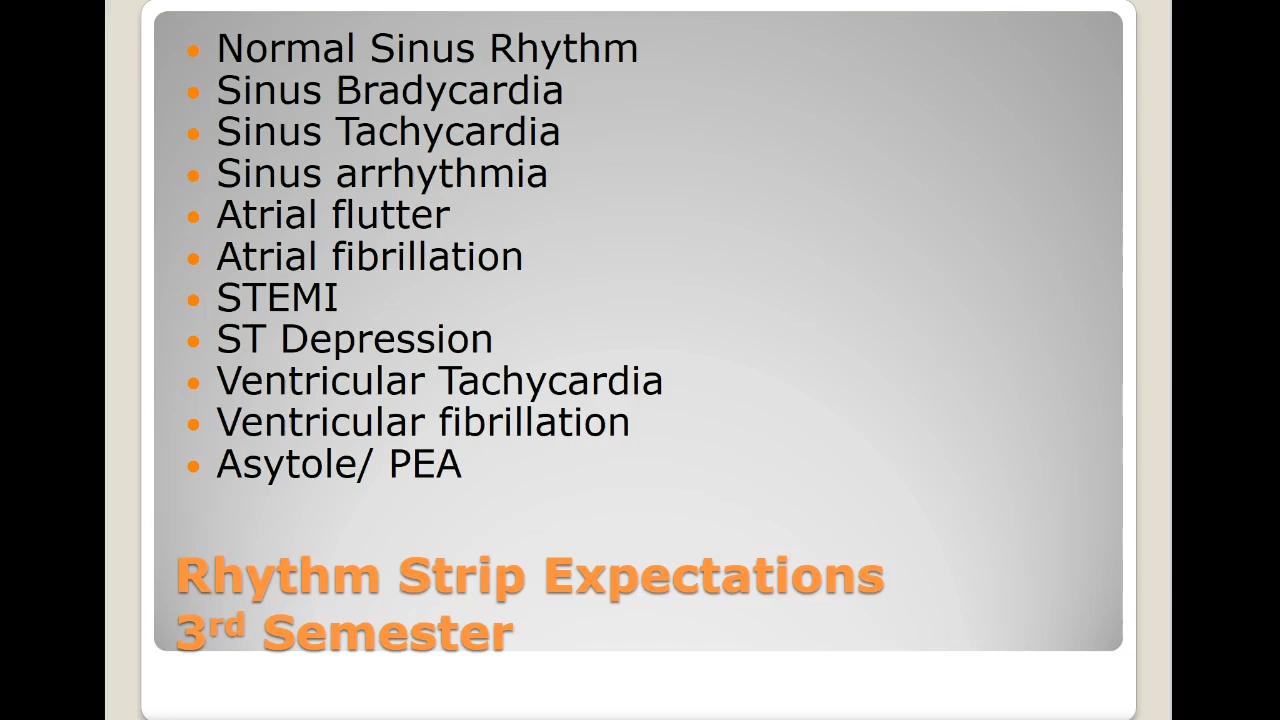 • Normal Sinus Rhythm
• Sinus Bradycardia
• Sinus Tachycardia
• Sinus arrhythmia
• Atrial flutter
• Atrial fibrillation
• STEMI
• ST Depression
• Ventricular Tachycardia
• Ventricular fibrillation
• Asytole/ PEA
Rhythm Strip Expectations
3rd Semester